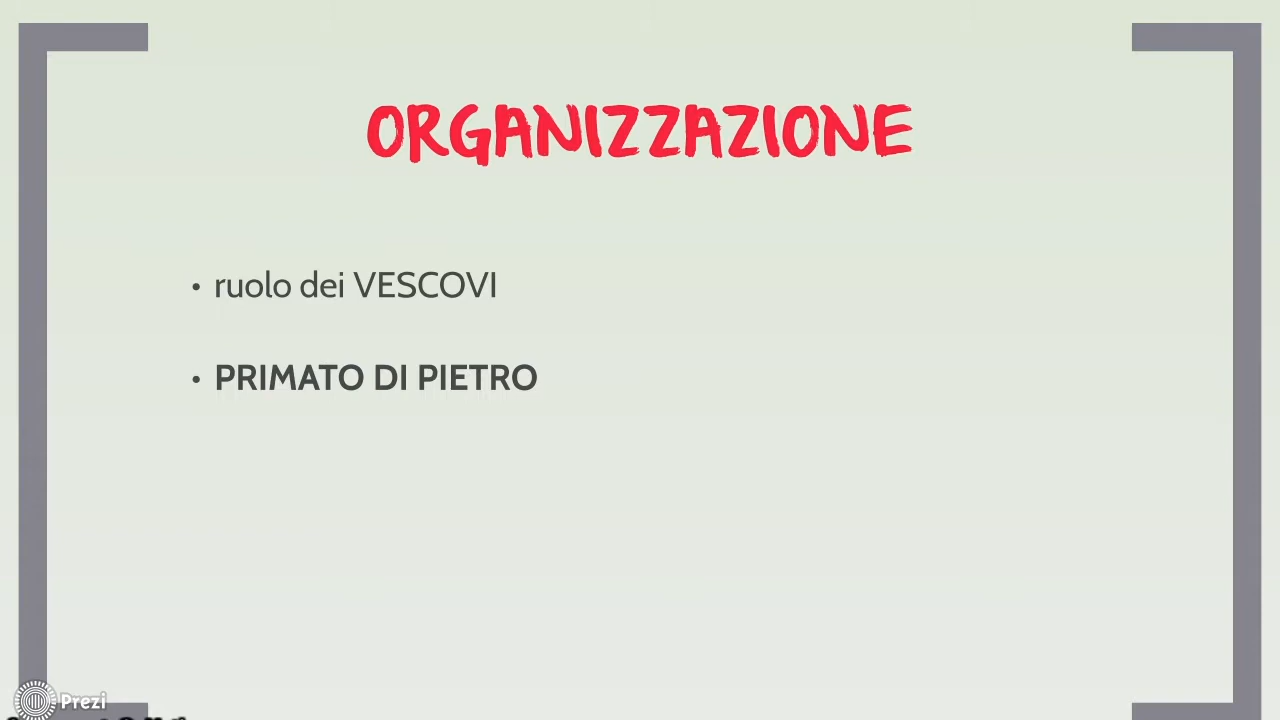 ORGANIZZAZIONE
• ruolo dei VESCOVI
• PRIMATO DI PIETRO
Prezi